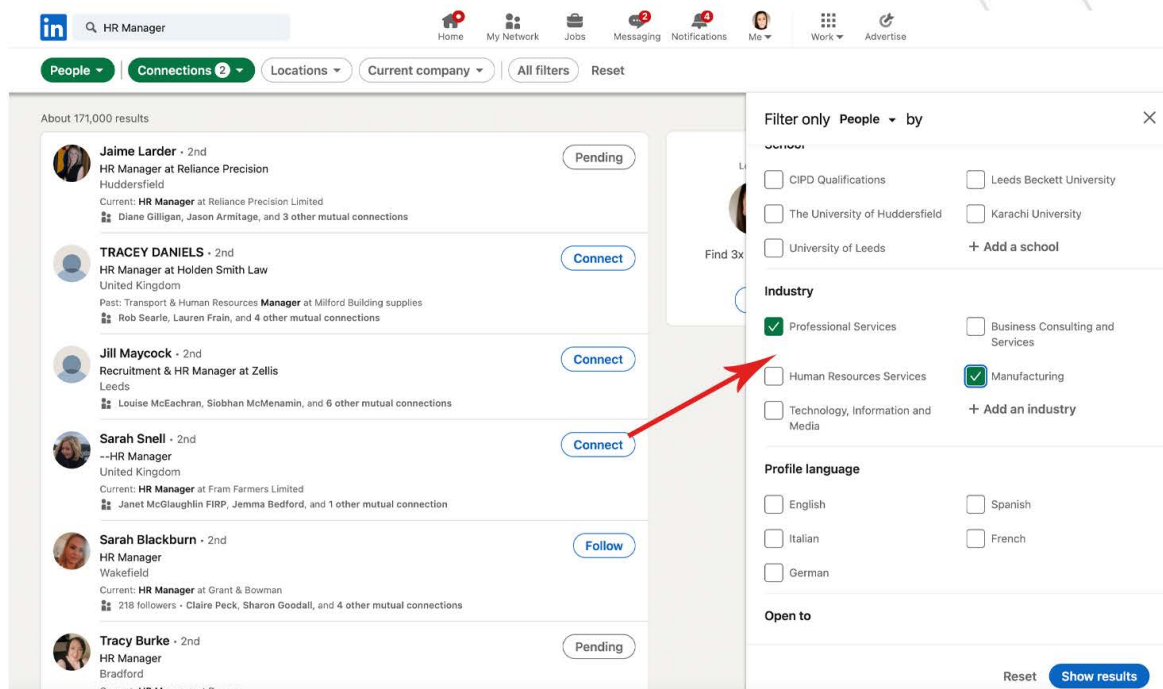 in
HR Manager
Home
My Network
Jobs
2
Messaging
4
Notifications
Me
Work
Advertise
People
Connections 2
Locations
Current company
All filters
Reset
About 171,000 results
Jaime Larder • 2nd
HR Manager at Reliance Precision
Huddersfield
Current: HR Manager at Reliance Precision Limited
Diane Gilligan, Jason Armitage, and 3 other mutual connections
Pending
TRACEY DANIELS • 2nd
HR Manager at Holden Smith Law
United Kingdom
Past: Transport & Human Resources Manager at Milford Building supplies
Rob Searle, Lauren Frain, and 4 other mutual connections
Connect
Jill Maycock • 2nd
Recruitment & HR Manager at Zellis
Leeds
Louise McEachran, Siobhan McMenamin, and 6 other mutual connections
Connect
Sarah Snell • 2nd
--HR Manager
United Kingdom
Current: HR Manager at Fram Farmers Limited
Janet McGlaughlin FIRP, Jemma Bedford, and 1 other mutual connection
Connect
Sarah Blackburn • 2nd
HR Manager
Wakefield
Current: HR Manager at Grant & Bowman
218 followers • Claire Peck, Sharon Goodall, and 4 other mutual connections
Follow
Tracy Burke • 2nd
HR Manager
Bradford
Pending
Find 3x
Filter only People by
School
CIPD Qualifications
Leeds Beckett University
The University of Huddersfield
Karachi University
University of Leeds
+ Add a school
Industry
Professional Services
Business Consulting and
Services
Human Resources Services
Manufacturing
Technology, Information and
Media
+ Add an industry
Profile language
English
Spanish
Italian
French
German
Open to
Reset
Show results